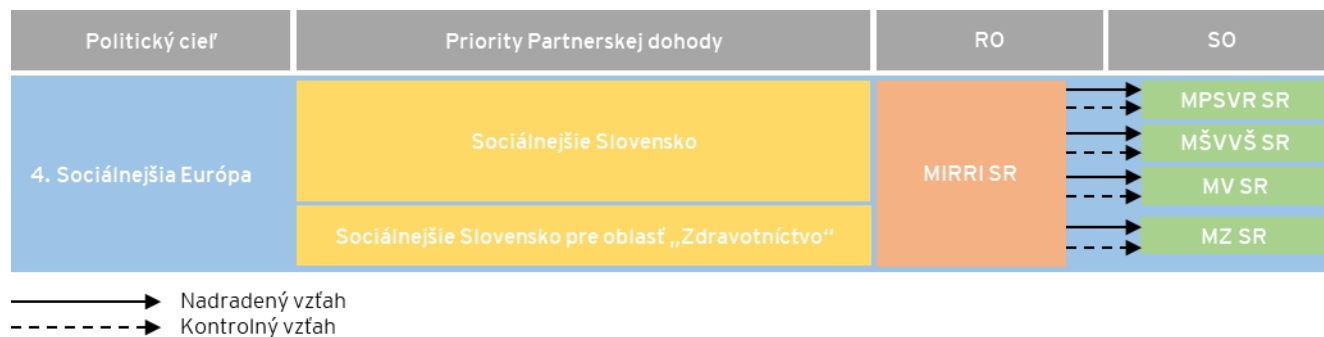 Politický cieľ
Priority Partnerskej dohody
RO
SO
4. Sociálnejšia Európa
Sociálnejšie Slovensko
Sociálnejšie Slovensko pre oblasť „Zdravotníctvo“
MIRRI SR
MPSVR SR
MŠVVŠ SR
MV SR
MZ SR
Nadradený vzťah
Kontrolný vzťah